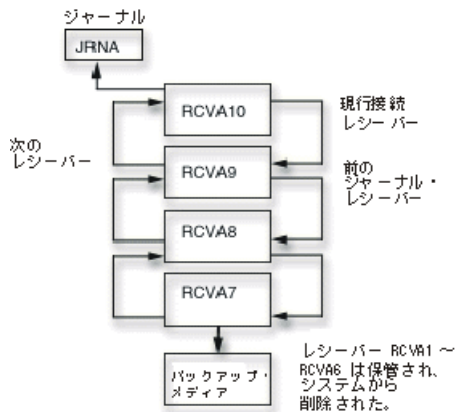 ジャーナル
JRNA
RCVA10
現行接続
レシーバー
次の
レシーバー
RCVA9
前の
ジャーナル・
レシーバー
RCVA8
RCVA7
バックアップ・
メディア
レシーバー RCVA1 ～
RCVA6 は保管され、
システムから
削除された。